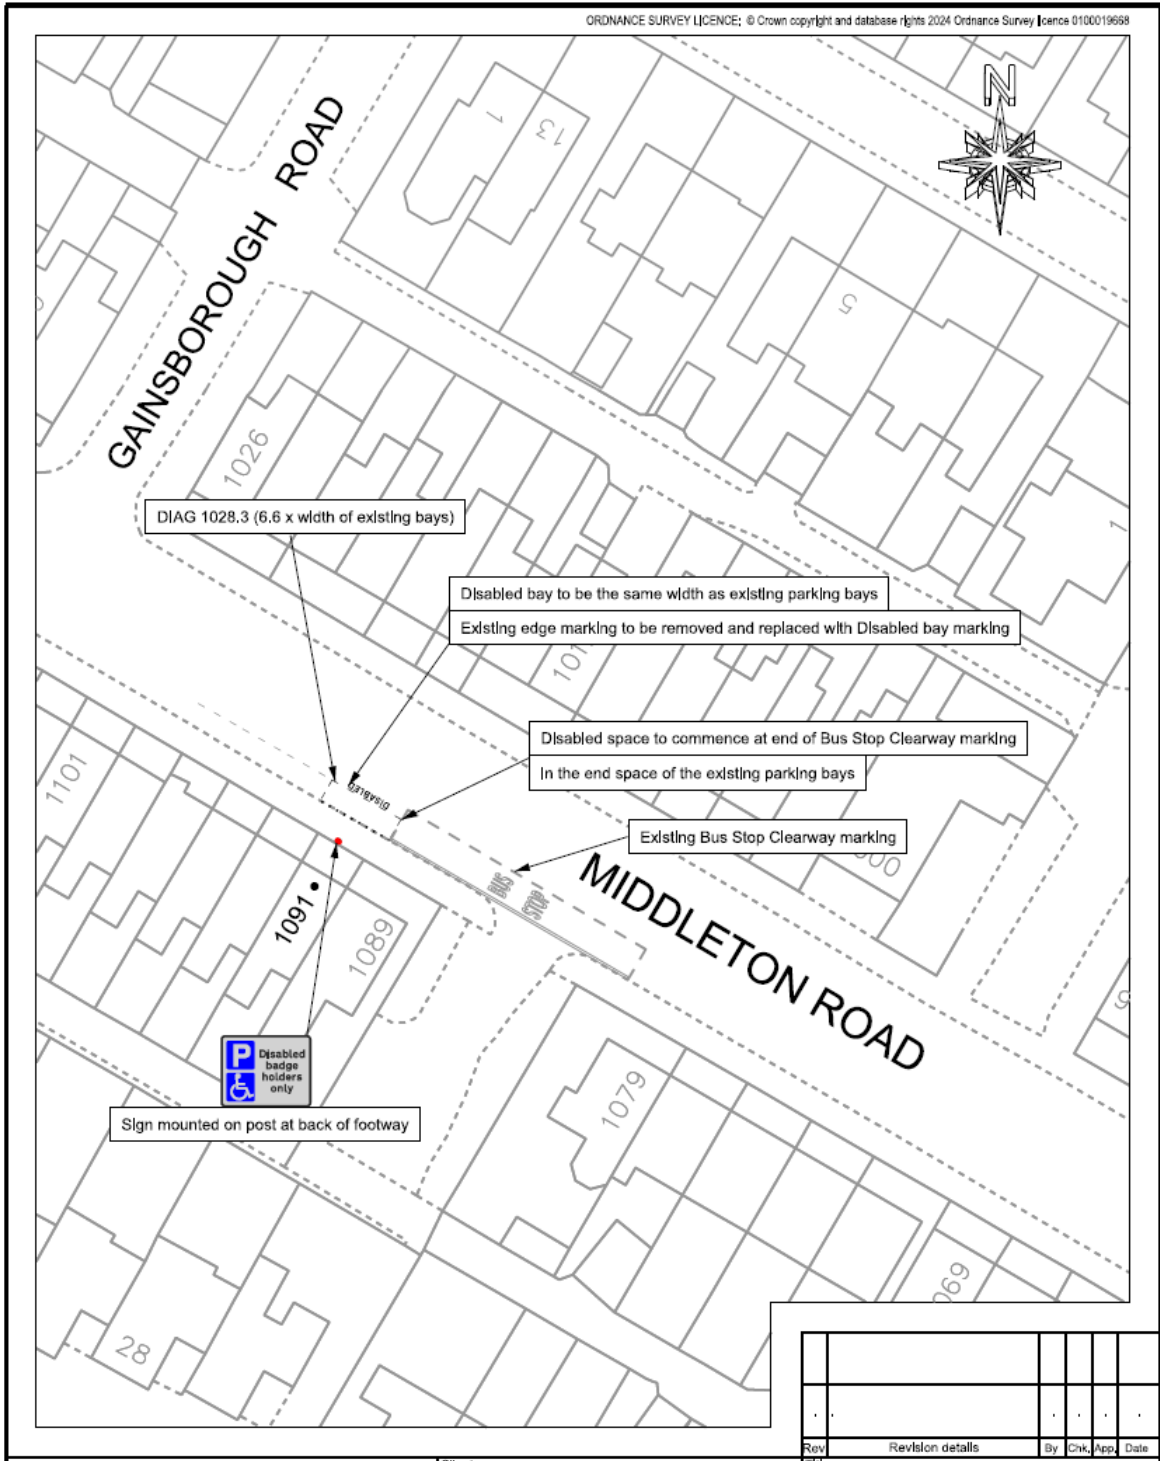 ORDNANCE SURVEY LICENCE: © Crown copyright and database rights 2024 Ordnance Survey licence 0100019668
N
GAINSBOROUGH ROAD
1
13
5
1026
1
DIAG 1028.3 (6.6 x width of existing bays)
Disabled bay to be the same width as existing parking bays
Existing edge marking to be removed and replaced with Disabled bay marking
Disabled space to commence at end of Bus Stop Clearway marking
In the end space of the existing parking bays
1101
DISABLED
Existing Bus Stop Clearway marking
BUS
STOP
MIDDLETON ROAD
1091
1089
1079
P
Disabled
badge
holders
only
Sign mounted on post at back of footway
28
Rev Revision details By Chk. App. Date